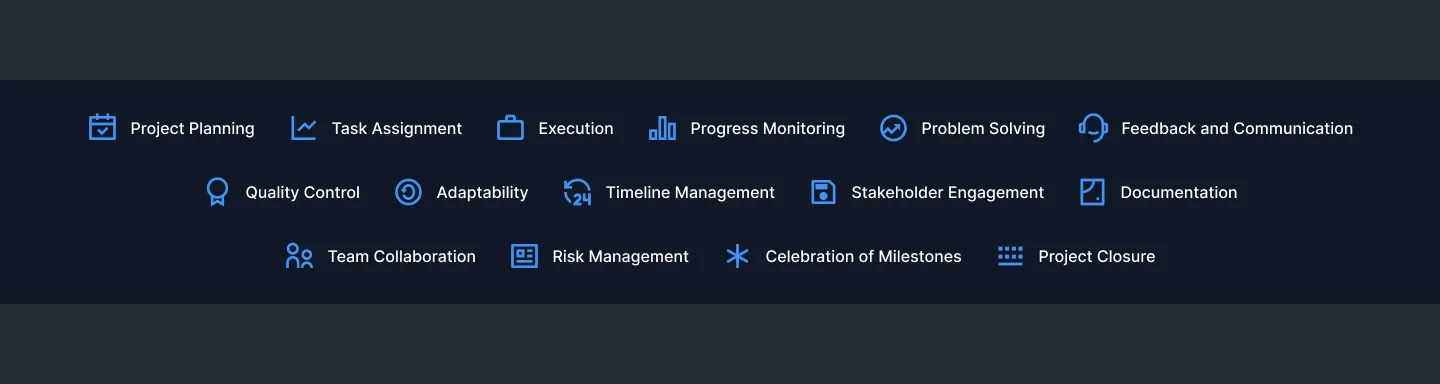 Project Planning Task Assignment Execution Progress Monitoring Problem Solving Feedback and Communication
Quality Control Adaptability 24 Timeline Management Stakeholder Engagement Documentation
Team Collaboration Risk Management Celebration of Milestones Project Closure